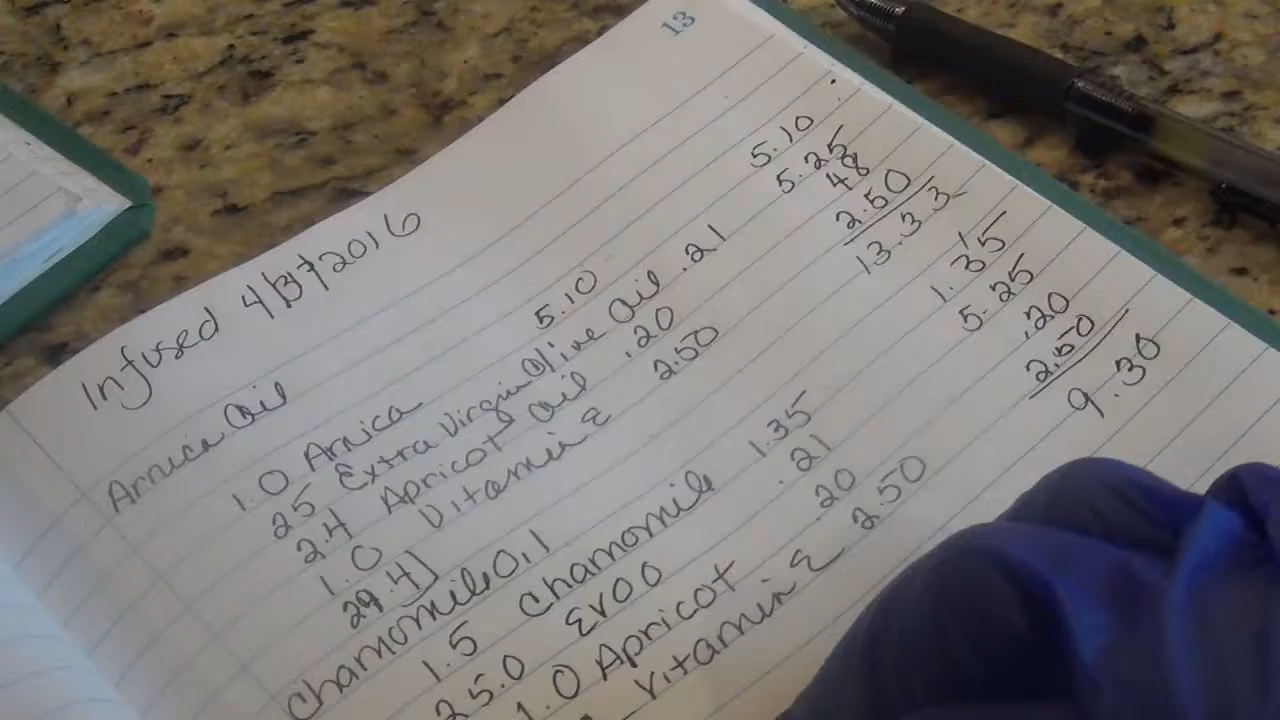 13
Infused 4/3+/2016
Arnica Oil
1.0 Arnica 5.10
25 Extra Virgin Olive Oil .21
2.4 Apricot Oil .20
1.0 Vitamin E 2.50
29.4
5.10
5.25
48
2.50
13.33
Chamomile Oil
1.5 Chamomile 1.35
25.0 EVOO .21
1.0 Apricot .20
Vitamin E 2.50
1.35
5.25
.20
2.50
9.30